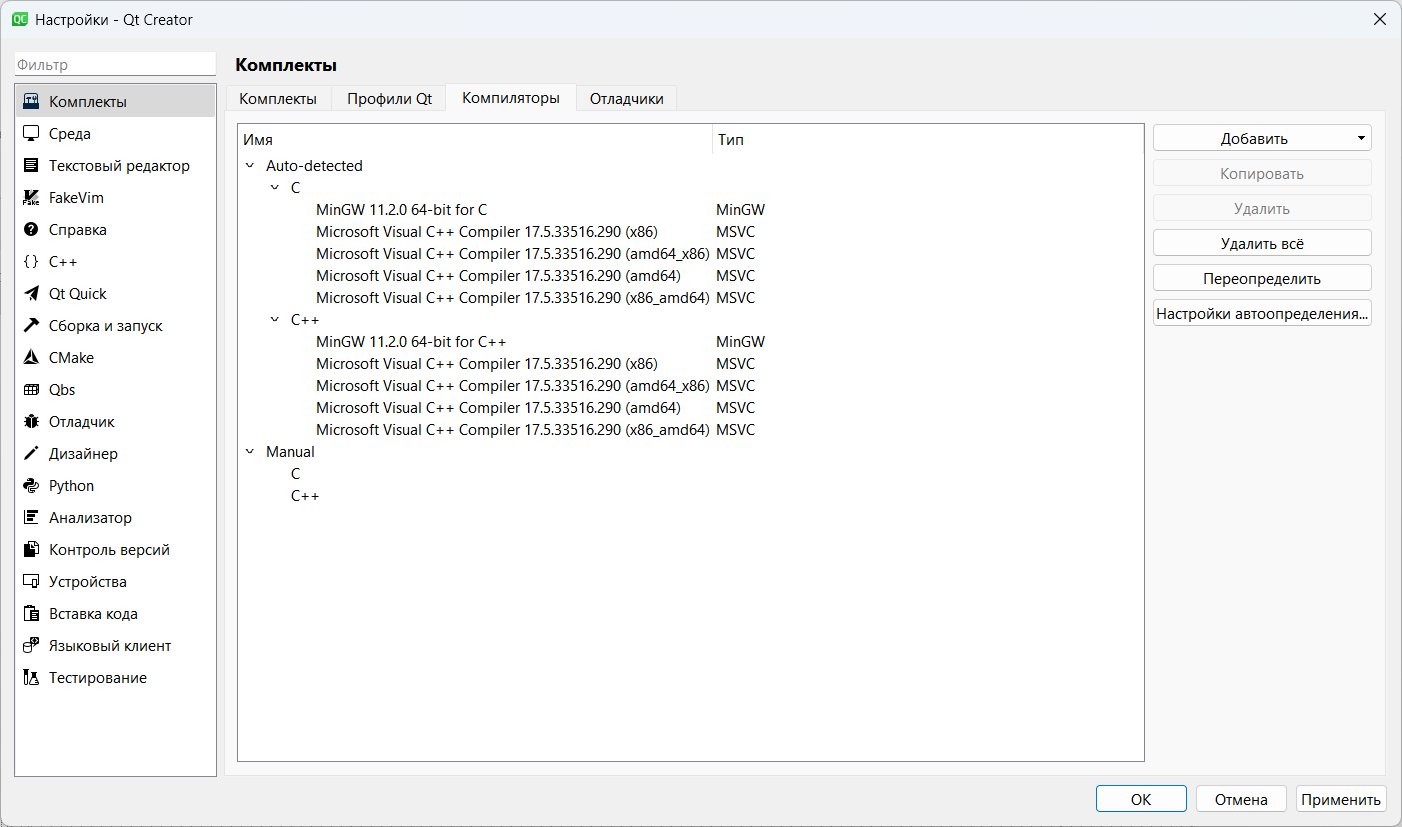 Настройки - Qt Creator
Фильтр
Комплекты
Среда
Текстовый редактор
FakeVim
Справка
C++
Qt Quick
Сборка и запуск
CMake
Qbs
Отладчик
Дизайнер
Python
Анализатор
Контроль версий
Устройства
Вставка кода
Языковый клиент
Тестирование
Комплекты
Комплекты Профили Qt Компиляторы Отладчики
Имя Тип
Auto-detected
C
MinGW 11.2.0 64-bit for C MinGW
Microsoft Visual C++ Compiler 17.5.33516.290 (x86) MSVC
Microsoft Visual C++ Compiler 17.5.33516.290 (amd64_x86) MSVC
Microsoft Visual C++ Compiler 17.5.33516.290 (amd64) MSVC
Microsoft Visual C++ Compiler 17.5.33516.290 (x86_amd64) MSVC
C++
MinGW 11.2.0 64-bit for C++ MinGW
Microsoft Visual C++ Compiler 17.5.33516.290 (x86) MSVC
Microsoft Visual C++ Compiler 17.5.33516.290 (amd64_x86) MSVC
Microsoft Visual C++ Compiler 17.5.33516.290 (amd64) MSVC
Microsoft Visual C++ Compiler 17.5.33516.290 (x86_amd64) MSVC
Manual
C
C++
Добавить
Копировать
Удалить
Удалить всё
Переопределить
Настройки автоопределения...
ОК Отмена Применить